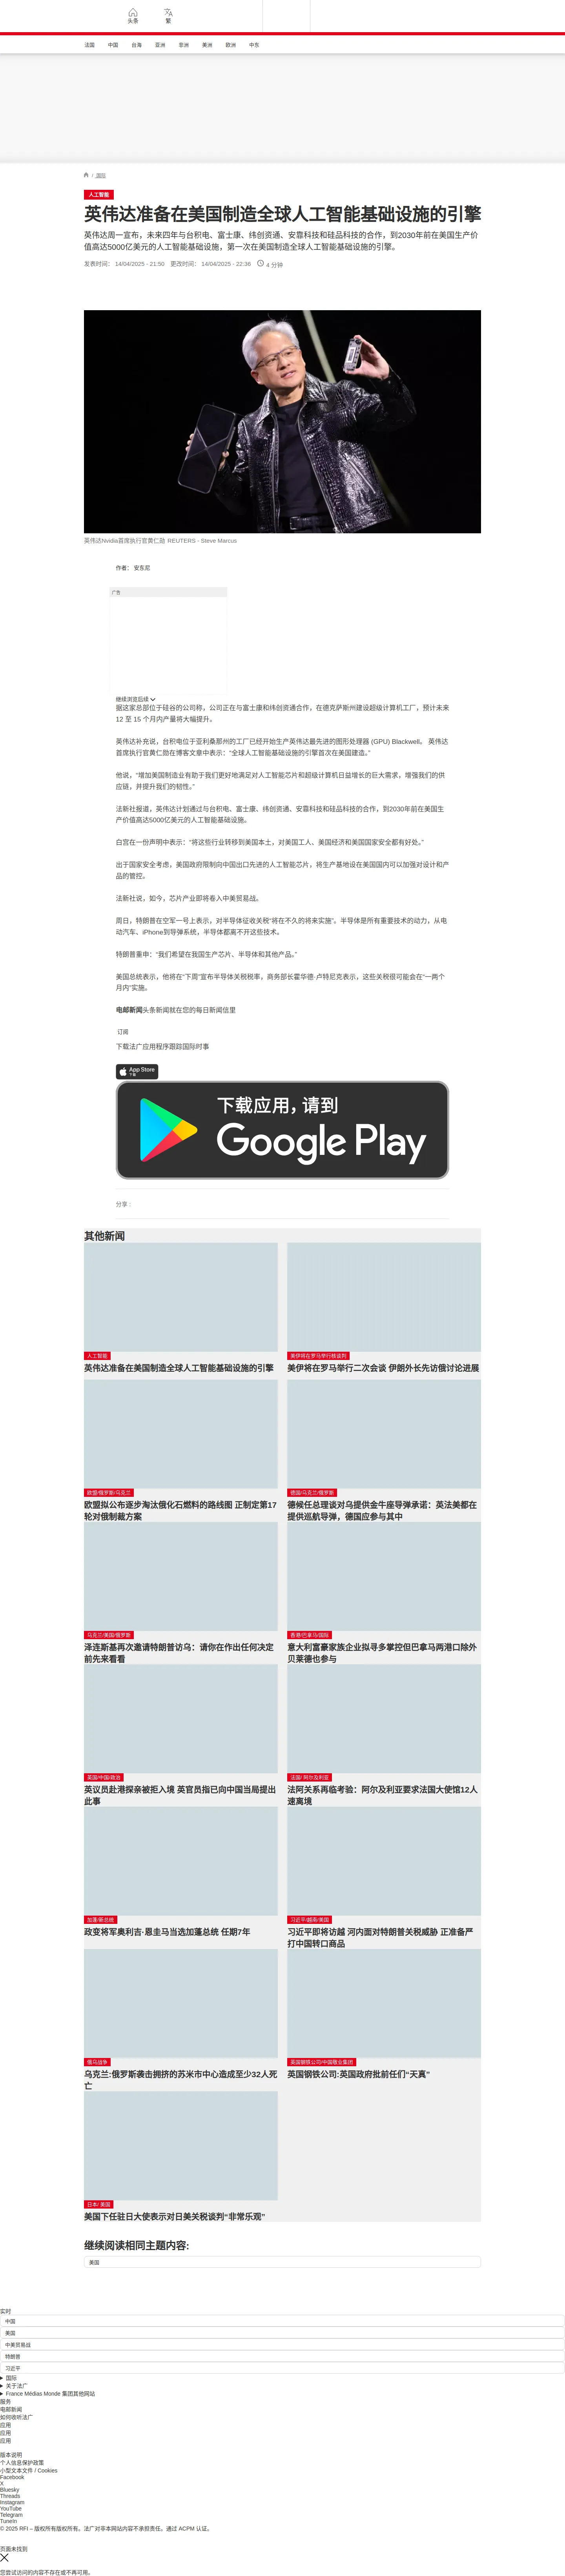 头条
繁
法国
中国
台海
亚洲
非洲
美洲
欧洲
中东
/ 国际
人工智能
英伟达准备在美国制造全球人工智能基础设施的引擎
英伟达周一宣布，未来四年与台积电、富士康、纬创资通、安靠科技和硅品科技的合作，到2030年前在美国生产价
值高达5000亿美元的人工智能基础设施，第一次在美国制造全球人工智能基础设施的引擎。
发表时间： 14/04/2025 - 21:50 更改时间： 14/04/2025 - 22:36 4 分钟
英伟达Nvidia首席执行官黄仁勋 REUTERS - Steve Marcus
作者： 安东尼
广告
继续浏览后续
据这家总部位于硅谷的公司称，公司正在与富士康和纬创资通合作，在德克萨斯州建设超级计算机工厂，预计未来
12 至 15 个月内产量将大幅提升。
英伟达补充说，台积电位于亚利桑那州的工厂已经开始生产英伟达最先进的图形处理器 (GPU) Blackwell。 英伟达
首席执行官黄仁勋在博客文章中表示：“全球人工智能基础设施的引擎首次在美国建造。”
他说，“增加美国制造业有助于我们更好地满足对人工智能芯片和超级计算机日益增长的巨大需求，增强我们的供
应链，并提升我们的韧性。”
法新社报道，英伟达计划通过与台积电、富士康、纬创资通、安靠科技和硅品科技的合作，到2030年前在美国生
产价值高达5000亿美元的人工智能基础设施。
白宫在一份声明中表示：“将这些行业转移到美国本土，对美国工人、美国经济和美国国家安全都有好处。”
出于国家安全考虑，美国政府限制向中国出口先进的人工智能芯片，将生产基地设在美国国内可以加强对设计和产
品的管控。
法新社说，如今，芯片产业即将卷入中美贸易战。
周日，特朗普在空军一号上表示，对半导体征收关税“将在不久的将来实施”。半导体是所有重要技术的动力，从电
动汽车、iPhone到导弹系统，半导体都离不开这些技术。
特朗普重申：“我们希望在我国生产芯片、半导体和其他产品。”
美国总统表示，他将在“下周”宣布半导体关税税率，商务部长霍华德·卢特尼克表示，这些关税很可能会在“一两个
月内”实施。
电邮新闻头条新闻就在您的每日新闻信里
订阅
下载法广应用程序跟踪国际时事
App Store
下载
下载应用，请到
Google Play
分享 :
其他新闻
人工智能
英伟达准备在美国制造全球人工智能基础设施的引擎
美伊将在罗马举行核谈判
美伊将在罗马举行二次会谈 伊朗外长先访俄讨论进展
欧盟/俄罗斯/乌克兰
欧盟拟公布逐步淘汰俄化石燃料的路线图 正制定第17
轮对俄制裁方案
德国/乌克兰/俄罗斯
德候任总理谈对乌提供金牛座导弹承诺：英法美都在
提供巡航导弹，德国应参与其中
乌克兰/美国/俄罗斯
泽连斯基再次邀请特朗普访乌：请你在作出任何决定
前先来看看
香港/巴拿马/国际
意大利富豪家族企业拟寻多掌控但巴拿马两港口除外
贝莱德也参与
英国/中国/政治
英议员赴港探亲被拒入境 英官员指已向中国当局提出
此事
法国/ 阿尔及利亚
法阿关系再临考验：阿尔及利亚要求法国大使馆12人
速离境
加蓬/新总统
政变将军奥利吉·恩圭马当选加蓬总统 任期7年
习近平/越南/美国
习近平即将访越 河内面对特朗普关税威胁 正准备严
打中国转口商品
俄乌战争
乌克兰:俄罗斯袭击拥挤的苏米市中心造成至少32人死
亡
英国钢铁公司/中国敬业集团
英国钢铁公司:英国政府批前任们“天真”
日本/ 美国
美国下任驻日大使表示对日美关税谈判“非常乐观”
继续阅读相同主题内容:
美国
实时
中国
美国
中美贸易战
特朗普
习近平
国际
关于法广
France Médias Monde 集团其他网站
服务
电邮新闻
如何收听法广
应用
应用
应用
版本说明
个人信息保护政策
小型文本文件 / Cookies
Facebook
X
Bluesky
Threads
Instagram
YouTube
Telegram
TuneIn
© 2025 RFI – 版权所有版权所有。法广对非本网站内容不承担责任。通过 ACPM 认证。
页面未找到
您尝试访问的内容不存在或不再可用。